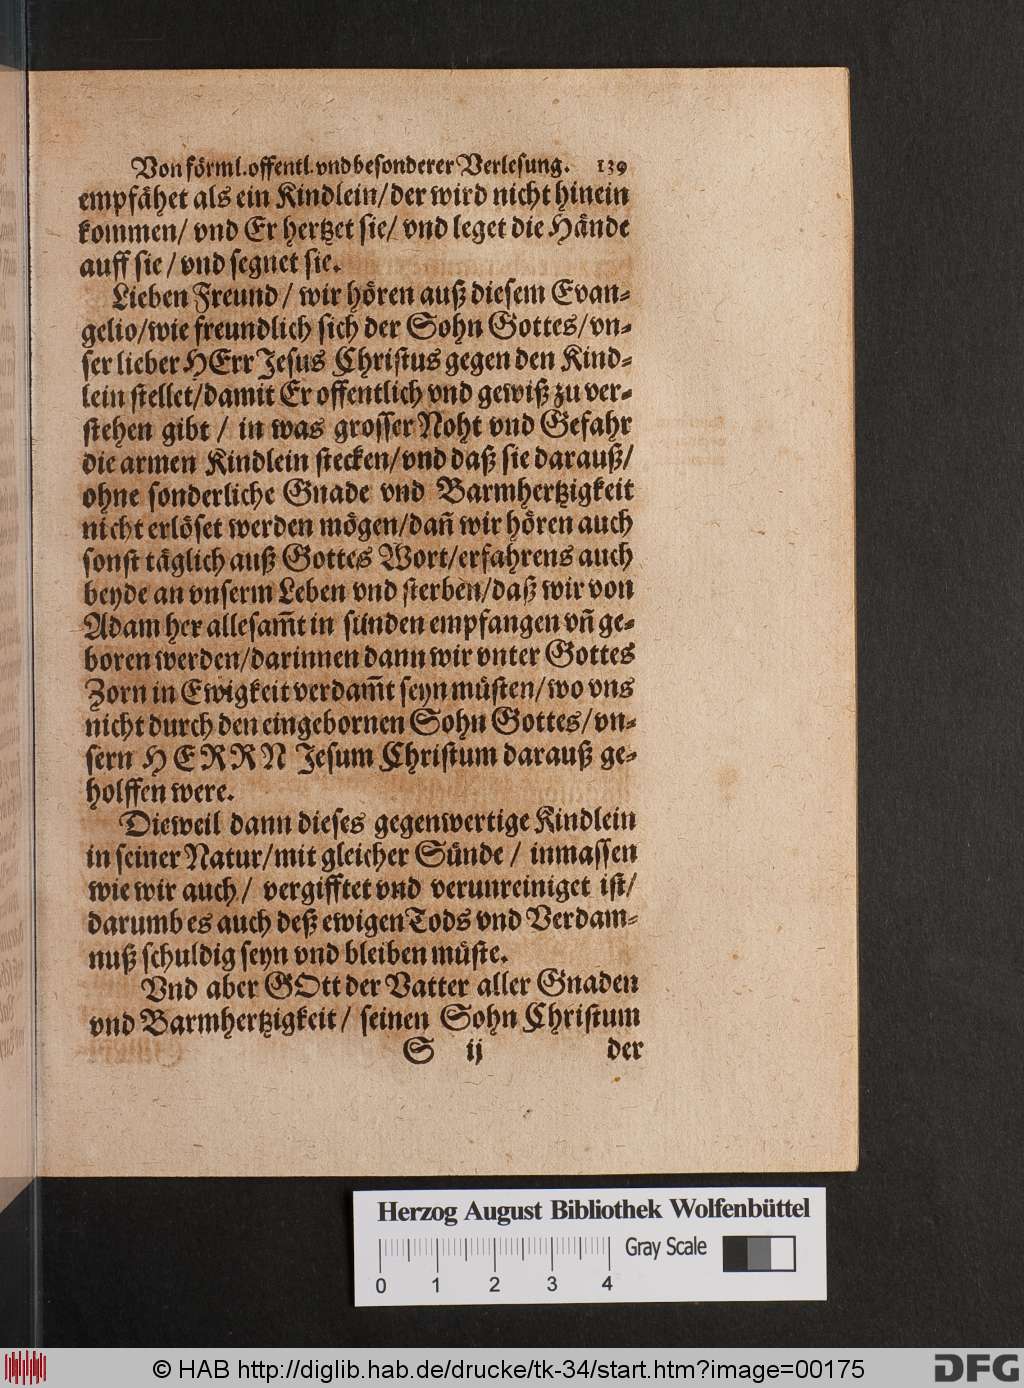 Von förml. offentl. vnd besonderer Verlesung. 139
empfähet als ein Kindlein/ der wird nicht hinein
kommen/ vnd Er hertzet sie/ vnd leget die Hände
auff sie / vnd segnet sie.
Lieben Freund / wir hören auß diesem Evan-
gelio/ wie freundlich sich der Sohn Gottes/ vn-
ser lieber HErr Jesus Christus gegen den Kind-
lein stellet/ damit Er offentlich vnd gewiß zu ver-
stehen gibt / in was grosser Noht vnd Gefahr
die armen Kindlein stecken/ vnd daß sie darauß/
ohne sonderliche Gnade vnd Barmhertzigkeit
nicht erlöset werden mögen/ dañ wir hören auch
sonst täglich auß Gottes Wort/ erfahrens auch
beyde an vnserm Leben vnd sterben/ daß wir von
Adam her allesam̃t in sünden empfangen vñ ge-
boren werden/ darinnen dann wir vnter Gottes
Zorn in Ewigkeit verdam̃t seyn müsten/ wo vns
nicht durch den eingebornen Sohn Gottes/ vn-
sern HERRN Jesum Christum darauß ge-
holffen were.
Dieweil dann dieses gegenwertige Kindlein
in seiner Natur/ mit gleicher Sünde / inmassen
wie wir auch / vergifftet vnd verunreiniget ist/
darumb es auch deß ewigen Tods vnd Verdam-
nuß schuldig seyn vnd bleiben müste.
Vnd aber GOtt der Vatter aller Gnaden
vnd Barmhertzigkeit / seinen Sohn Christum
S ij der
Herzog August Bibliothek Wolfenbüttel
Gray Scale
0 1 2 3 4
© HAB http://diglib.hab.de/drucke/tk-34/start.htm?image=00175
DFG